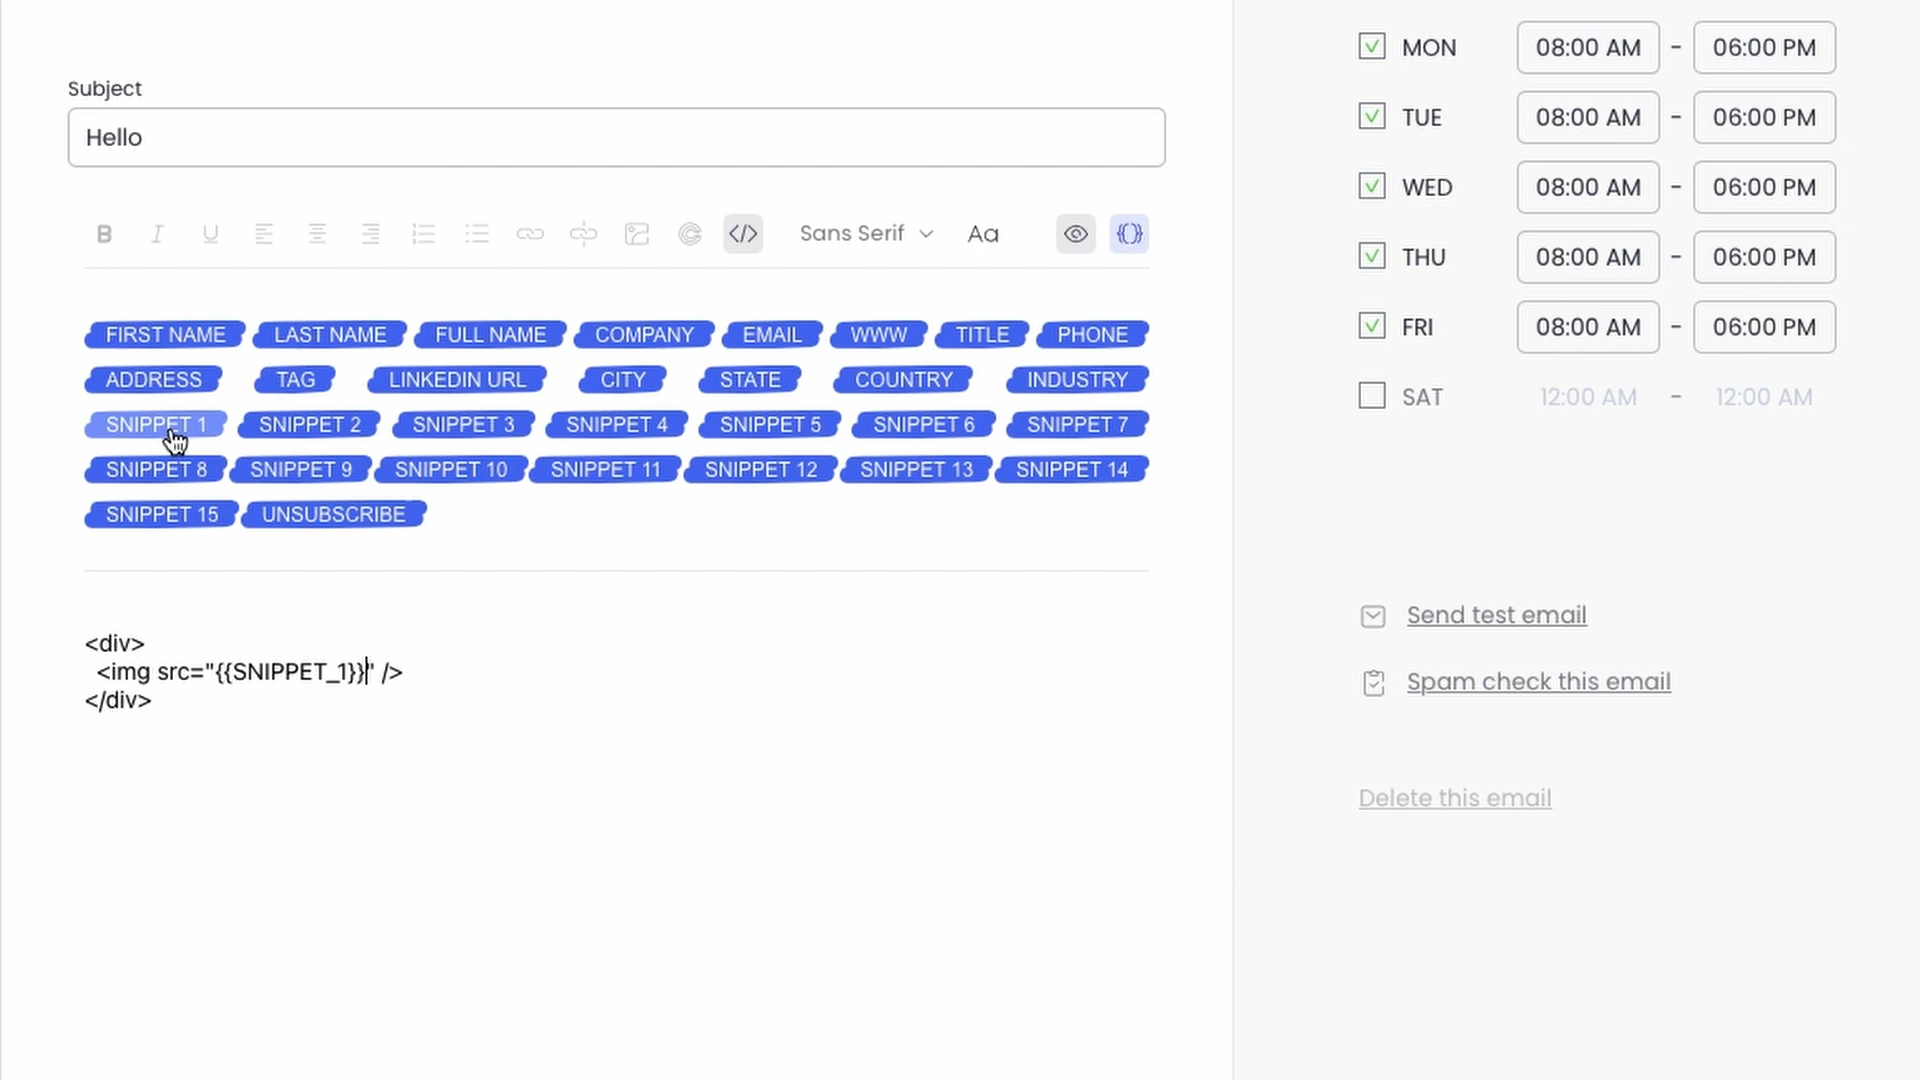 Subject
Hello
B I U Sans Serif Aa
FIRST NAME LAST NAME FULL NAME COMPANY EMAIL WWW TITLE PHONE
ADDRESS TAG LINKEDIN URL CITY STATE COUNTRY INDUSTRY
SNIPPET 1 SNIPPET 2 SNIPPET 3 SNIPPET 4 SNIPPET 5 SNIPPET 6 SNIPPET 7
SNIPPET 8 SNIPPET 9 SNIPPET 10 SNIPPET 11 SNIPPET 12 SNIPPET 13 SNIPPET 14
SNIPPET 15 UNSUBSCRIBE
<div>
<img src="{{SNIPPET_1}}" />
</div>
MON 08:00 AM - 06:00 PM
TUE 08:00 AM - 06:00 PM
WED 08:00 AM - 06:00 PM
THU 08:00 AM - 06:00 PM
FRI 08:00 AM - 06:00 PM
SAT 12:00 AM - 12:00 AM
Send test email
Spam check this email
Delete this email